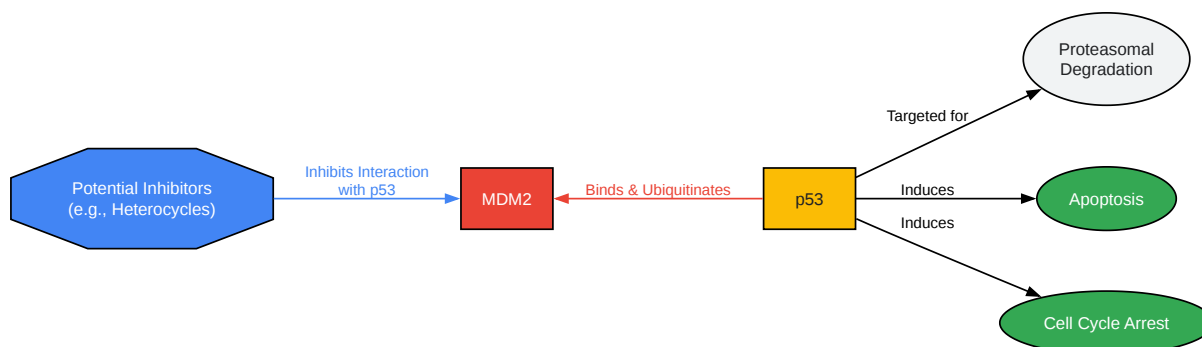 Potential Inhibitors
(e.g., Heterocycles)
Inhibits Interaction
with p53
MDM2
Binds & Ubiquitinates
p53
Targeted for
Proteasomal
Degradation
Induces
Apoptosis
Induces
Cell Cycle Arrest